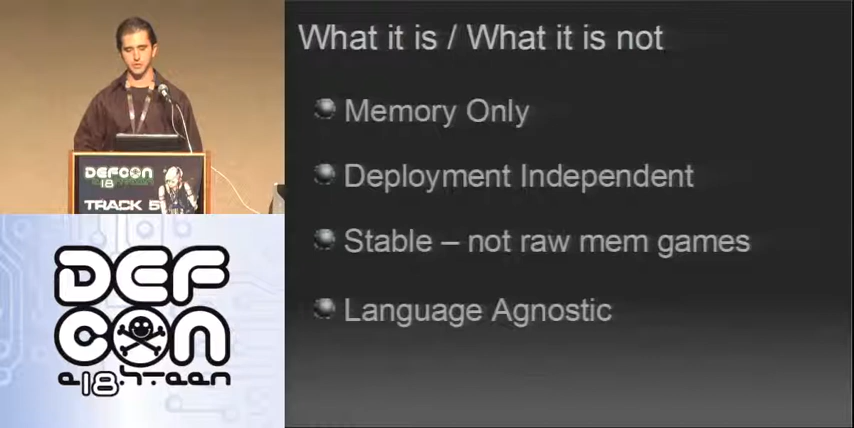 What it is / What it is not
Memory Only
Deployment Independent
Stable – not raw mem games
Language Agnostic
DEFCON
18
TRACK 5
DEF
CON
e18hteen